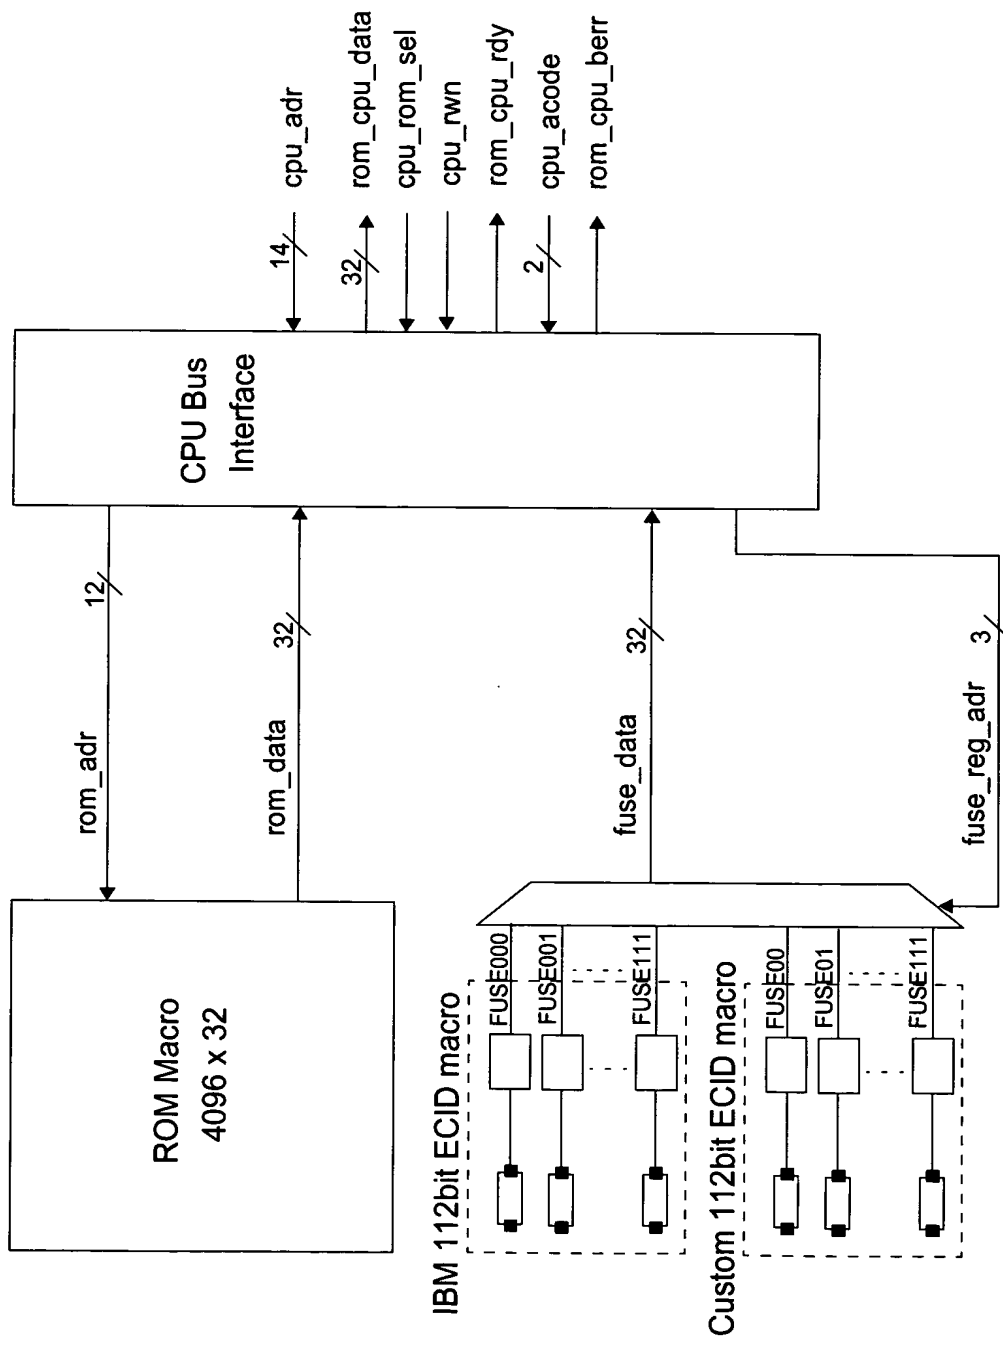 ROM Macro
4096 x 32
rom_adr
12
rom_data
32
CPU Bus
Interface
14
cpu_adr
32
rom_cpu_data
cpu_rom_sel
cpu_rwn
rom_cpu_rdy
2
cpu_acode
rom_cpu_berr
IBM 112bit ECID macro
FUSE000
FUSE001
FUSE111
fuse_data
32
Custom 112bit ECID macro
FUSE00
FUSE01
FUSE111
fuse_reg_adr
3